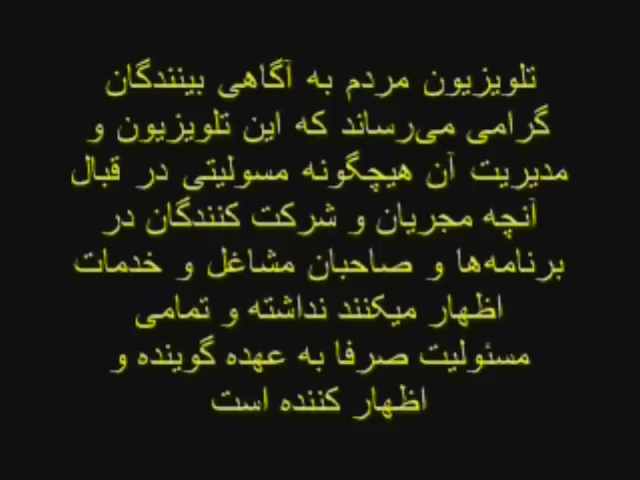 تلویزیون مردم به آگاهی بینندگان
گرامی می‌رساند که این تلویزیون و
مدیریت آن هیچگونه مسولیتی در قبال
آنچه مجریان و شرکت کنندگان در
برنامه‌ها و صاحبان مشاغل و خدمات
اظهار میکنند نداشته و تمامی
مسئولیت صرفا به عهده گوینده و
اظهار کننده است